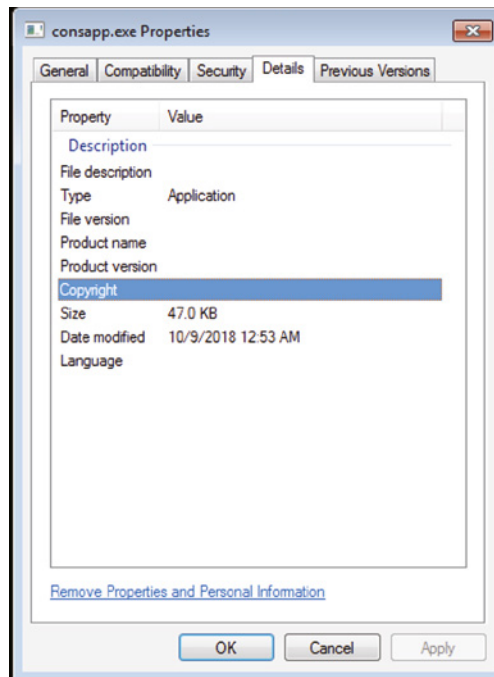 consapp.exe Properties
General Compatibility Security Details Previous Versions
Property Value
Description
File description
Type Application
File version
Product name
Product version
Copyright
Size 47.0 KB
Date modified 10/9/2018 12:53 AM
Language
Remove Properties and Personal Information
OK Cancel Apply